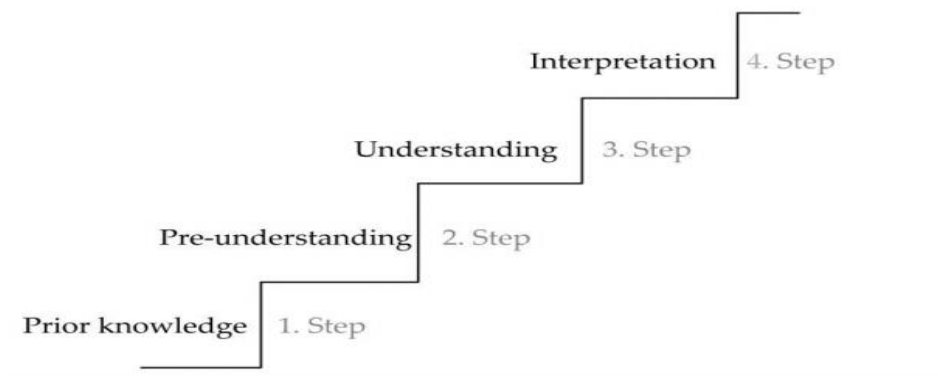 Interpretation 4. Step
Understanding 3. Step
Pre-understanding 2. Step
Prior knowledge 1. Step